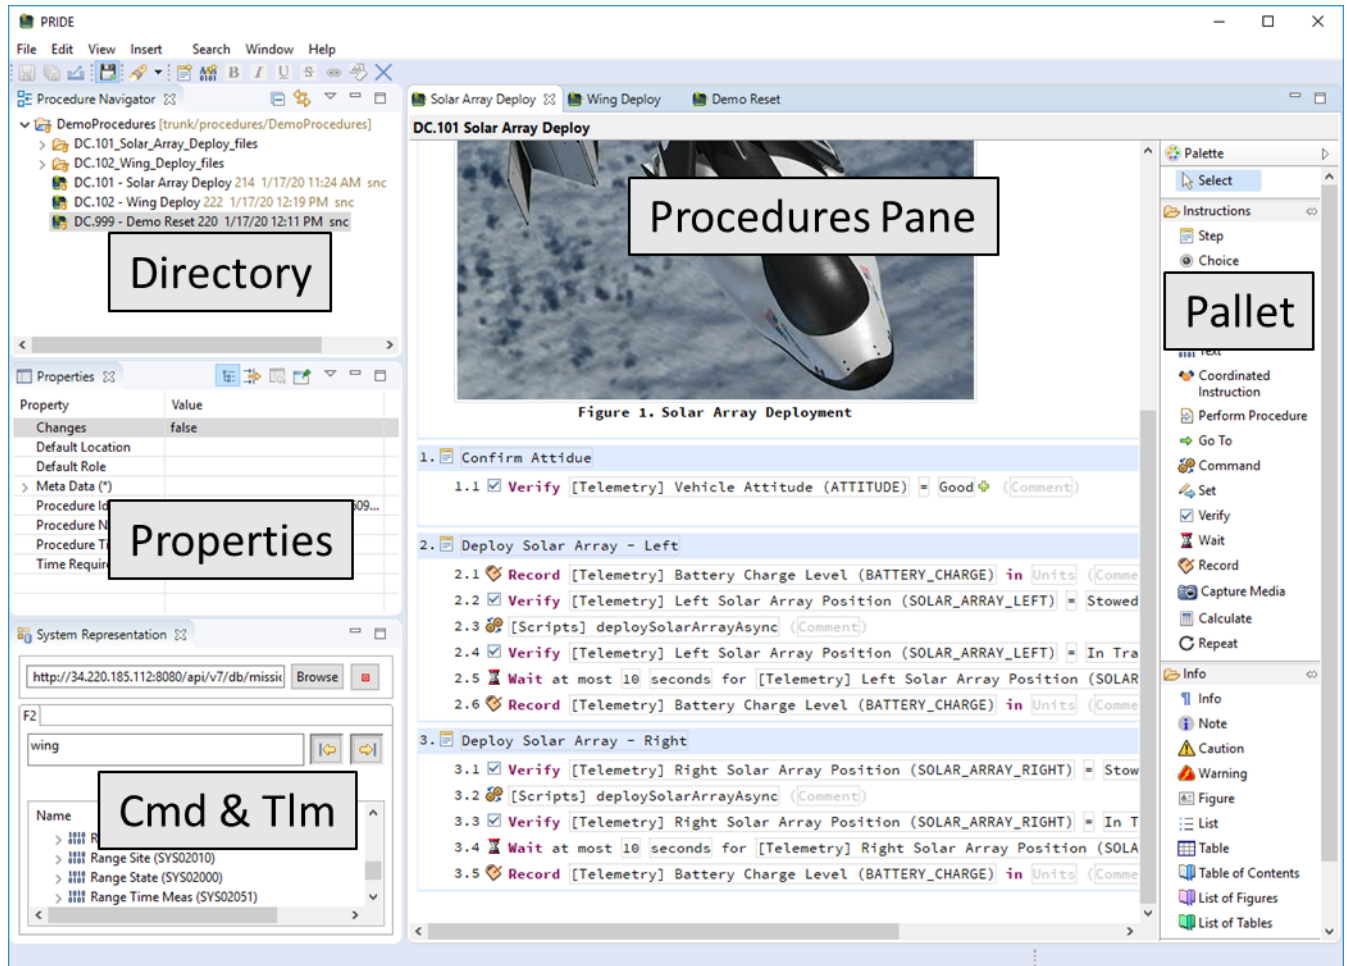 PRIDE
File Edit View Insert Search Window Help
B I U S
Procedure Navigator
DemoProcedures [trunk/procedures/DemoProcedures]
DC.101_Solar_Array_Deploy_files
DC.102_Wing_Deploy_files
DC.101 - Solar Array Deploy 214 1/17/20 11:24 AM snc
DC.102 - Wing Deploy 222 1/17/20 12:19 PM snc
DC.999 - Demo Reset 220 1/17/20 12:11 PM snc
Directory
Properties
Property Value
Changes false
Default Location
Default Role
Meta Data (*)
Procedure Id 509...
Procedure N
Procedure Ti
Time Requir
Properties
System Representation
http://34.220.185.112:8080/api/v7/db/missic Browse
F2
wing
Name
Cmd & Tlm
R
Range Site (SYS02010)
Range State (SYS02000)
Range Time Meas (SYS02051)
Solar Array Deploy Wing Deploy Demo Reset
DC.101 Solar Array Deploy
Procedures Pane
Figure 1. Solar Array Deployment
1. Confirm Attidue
1.1 Verify [Telemetry] Vehicle Attitude (ATTITUDE) = Good (Comment)
2. Deploy Solar Array - Left
2.1 Record [Telemetry] Battery Charge Level (BATTERY_CHARGE) in Units (Comme
2.2 Verify [Telemetry] Left Solar Array Position (SOLAR_ARRAY_LEFT) = Stowed
2.3 [Scripts] deploySolarArrayAsync (Comment)
2.4 Verify [Telemetry] Left Solar Array Position (SOLAR_ARRAY_LEFT) = In Tra
2.5 Wait at most 10 seconds for [Telemetry] Left Solar Array Position (SOLAR
2.6 Record [Telemetry] Battery Charge Level (BATTERY_CHARGE) in Units (Comme
3. Deploy Solar Array - Right
3.1 Verify [Telemetry] Right Solar Array Position (SOLAR_ARRAY_RIGHT) = Stow
3.2 [Scripts] deploySolarArrayAsync (Comment)
3.3 Verify [Telemetry] Right Solar Array Position (SOLAR_ARRAY_RIGHT) = In T
3.4 Wait at most 10 seconds for [Telemetry] Right Solar Array Position (SOLA
3.5 Record [Telemetry] Battery Charge Level (BATTERY_CHARGE) in Units (Comme
Palette
Select
Instructions
Step
Choice
Pallet
Text
Coordinated
Instruction
Perform Procedure
Go To
Command
Set
Verify
Wait
Record
Capture Media
Calculate
Repeat
Info
Info
Note
Caution
Warning
Figure
List
Table
Table of Contents
List of Figures
List of Tables